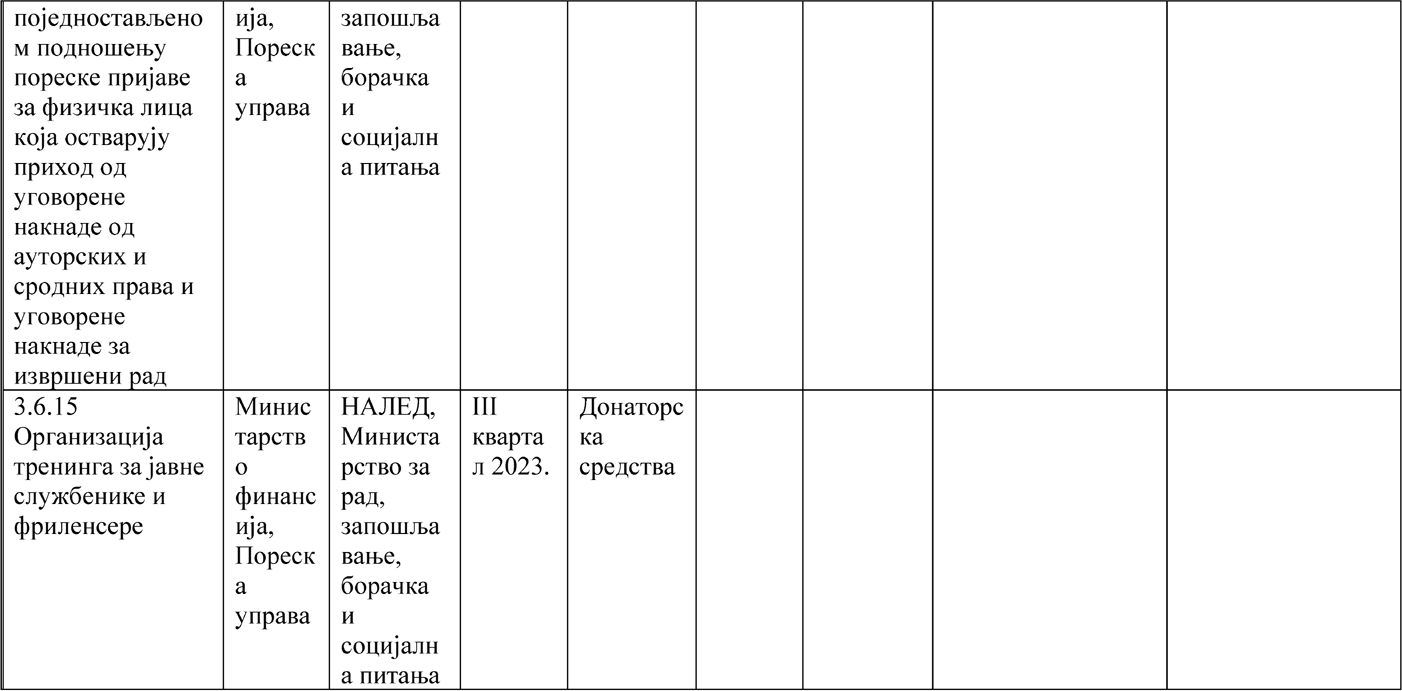 поједностављено
м подношењу
пореске пријаве
за физичка лица
која остварују
приход од
уговорене
накнаде од
ауторских и
сродних права и
уговорене
накнаде за
извршени рад
ија,
Пореск
а
управа
запошља
вање,
борачка
и
социјалн
а питања
3.6.15
Организација
тренинга за јавне
службенике и
фриленсере
Минис
тарств
о
финанс
ија,
Пореск
а
управа
НАЛЕД,
Министа
рство за
рад,
запошља
вање,
борачка
и
социјалн
а питања
III
кварта
л 2023.
Донаторс
ка
средства